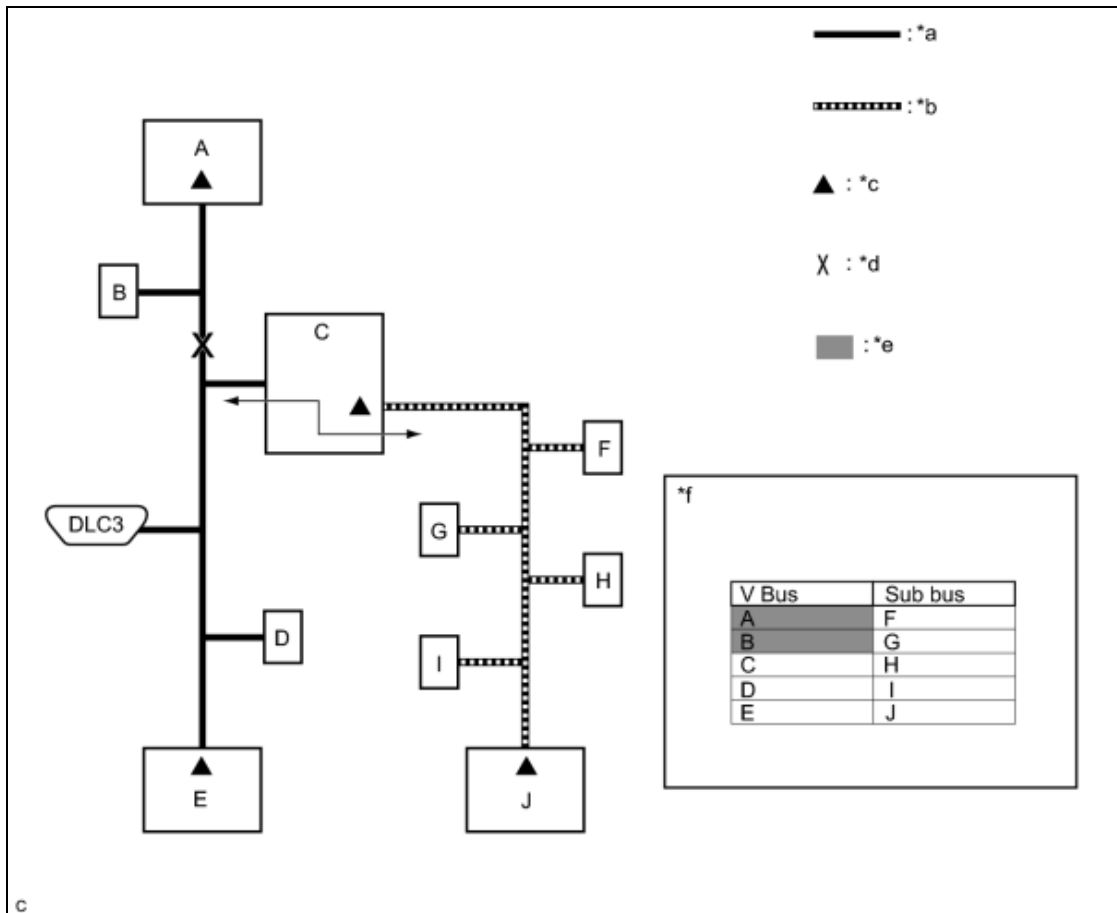 : *a
: *b
: *c
X : *d
: *e
A
B
X
C
F
DLC3
G
H
D
I
E
J
*f
V Bus Sub bus
A F
B G
C H
D I
E J
c